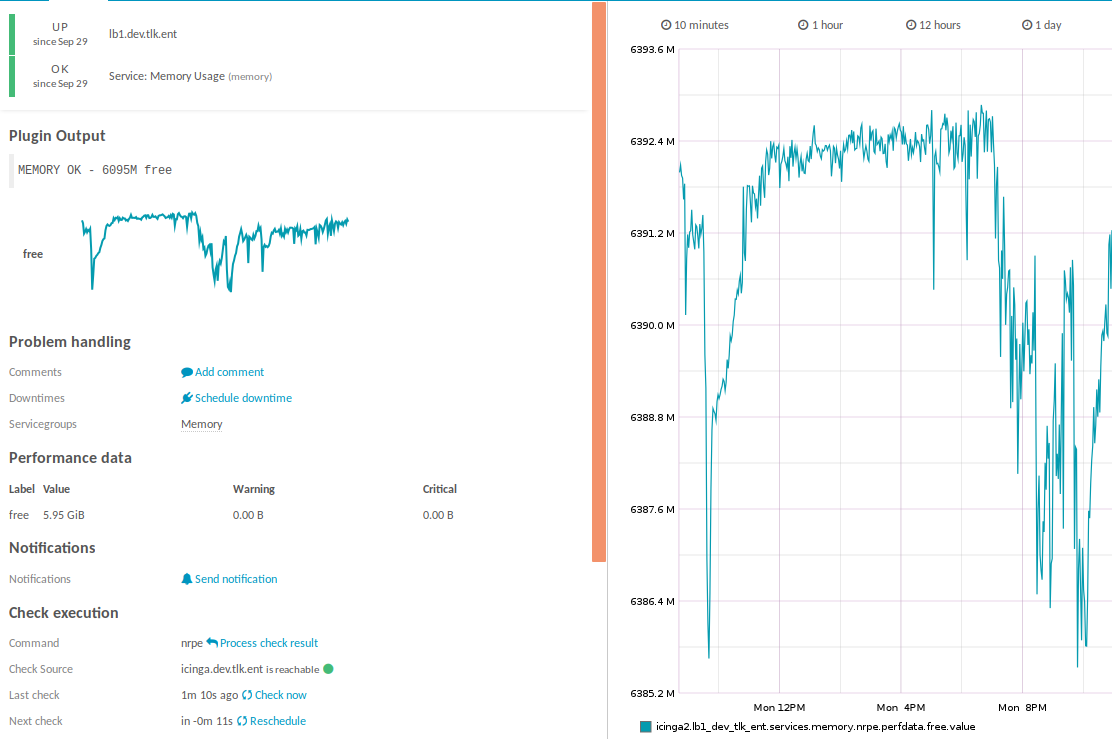 UP
since Sep 29
lb1.dev.tlk.ent
OK
since Sep 29
Service: Memory Usage (memory)
Plugin Output
MEMORY OK - 6095M free
free
Problem handling
Comments Add comment
Downtimes Schedule downtime
Servicegroups Memory
Performance data
Label Value Warning Critical
free 5.95 GiB 0.00 B 0.00 B
Notifications
Notifications Send notification
Check execution
Command nrpe Process check result
Check Source icinga.dev.tlk.ent is reachable
Last check 1m 10s ago Check now
Next check in -0m 11s Reschedule
10 minutes 1 hour 12 hours 1 day
6393.6 M
6392.4 M
6391.2 M
6390.0 M
6388.8 M
6387.6 M
6386.4 M
6385.2 M
Mon 12PM Mon 4PM Mon 8PM
icinga2.lb1_dev_tlk_ent.services.memory.nrpe.perfdata.free.value